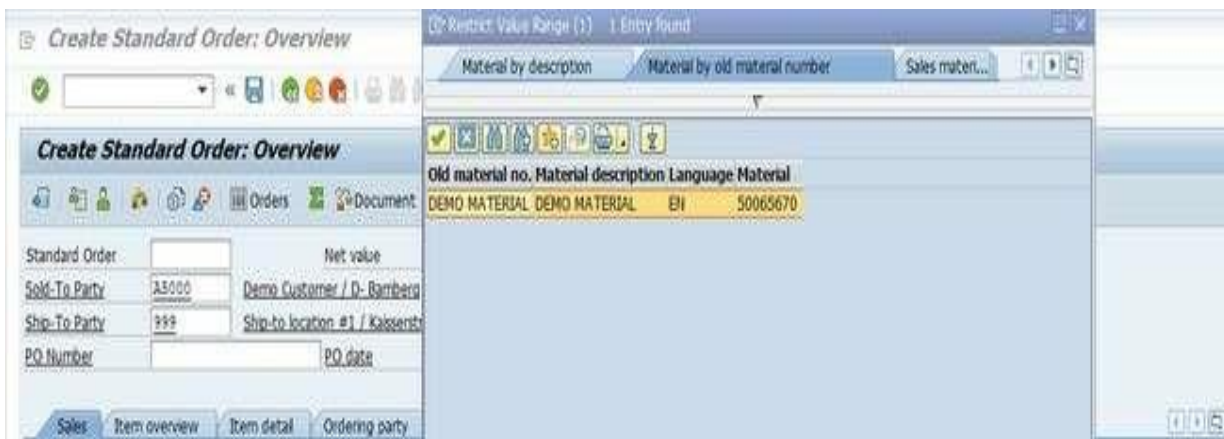 Create Standard Order: Overview
Create Standard Order: Overview
Orders Document
Standard Order Net value
Sold-To Party A5000 Demo Customer / D- Bamberg
Ship-To Party 999 Ship-to location #1 / Kaisserst
PO Number PO date
Sales Item overview Item detail Ordering party
Restrict Value Range (1) 1 Entry found
Material by description Material by old material number Sales materi...
Old material no. Material description Language Material
DEMO MATERIAL DEMO MATERIAL EN 50065670